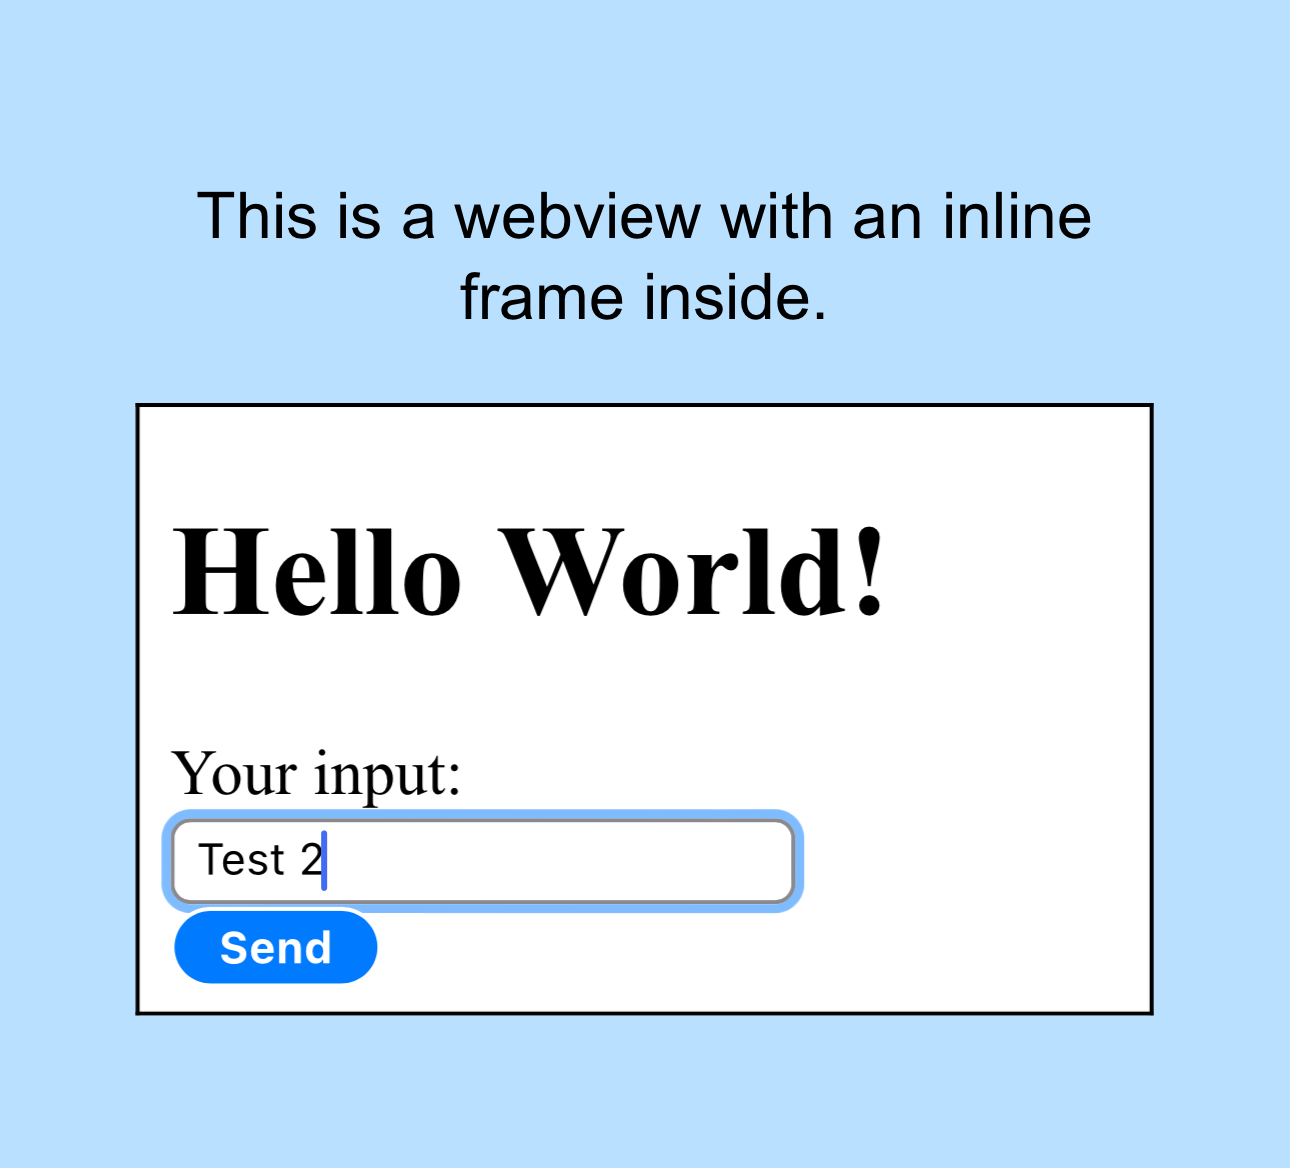 This is a webview with an inline
frame inside.
Hello World!
Your input:
Test 2
Send